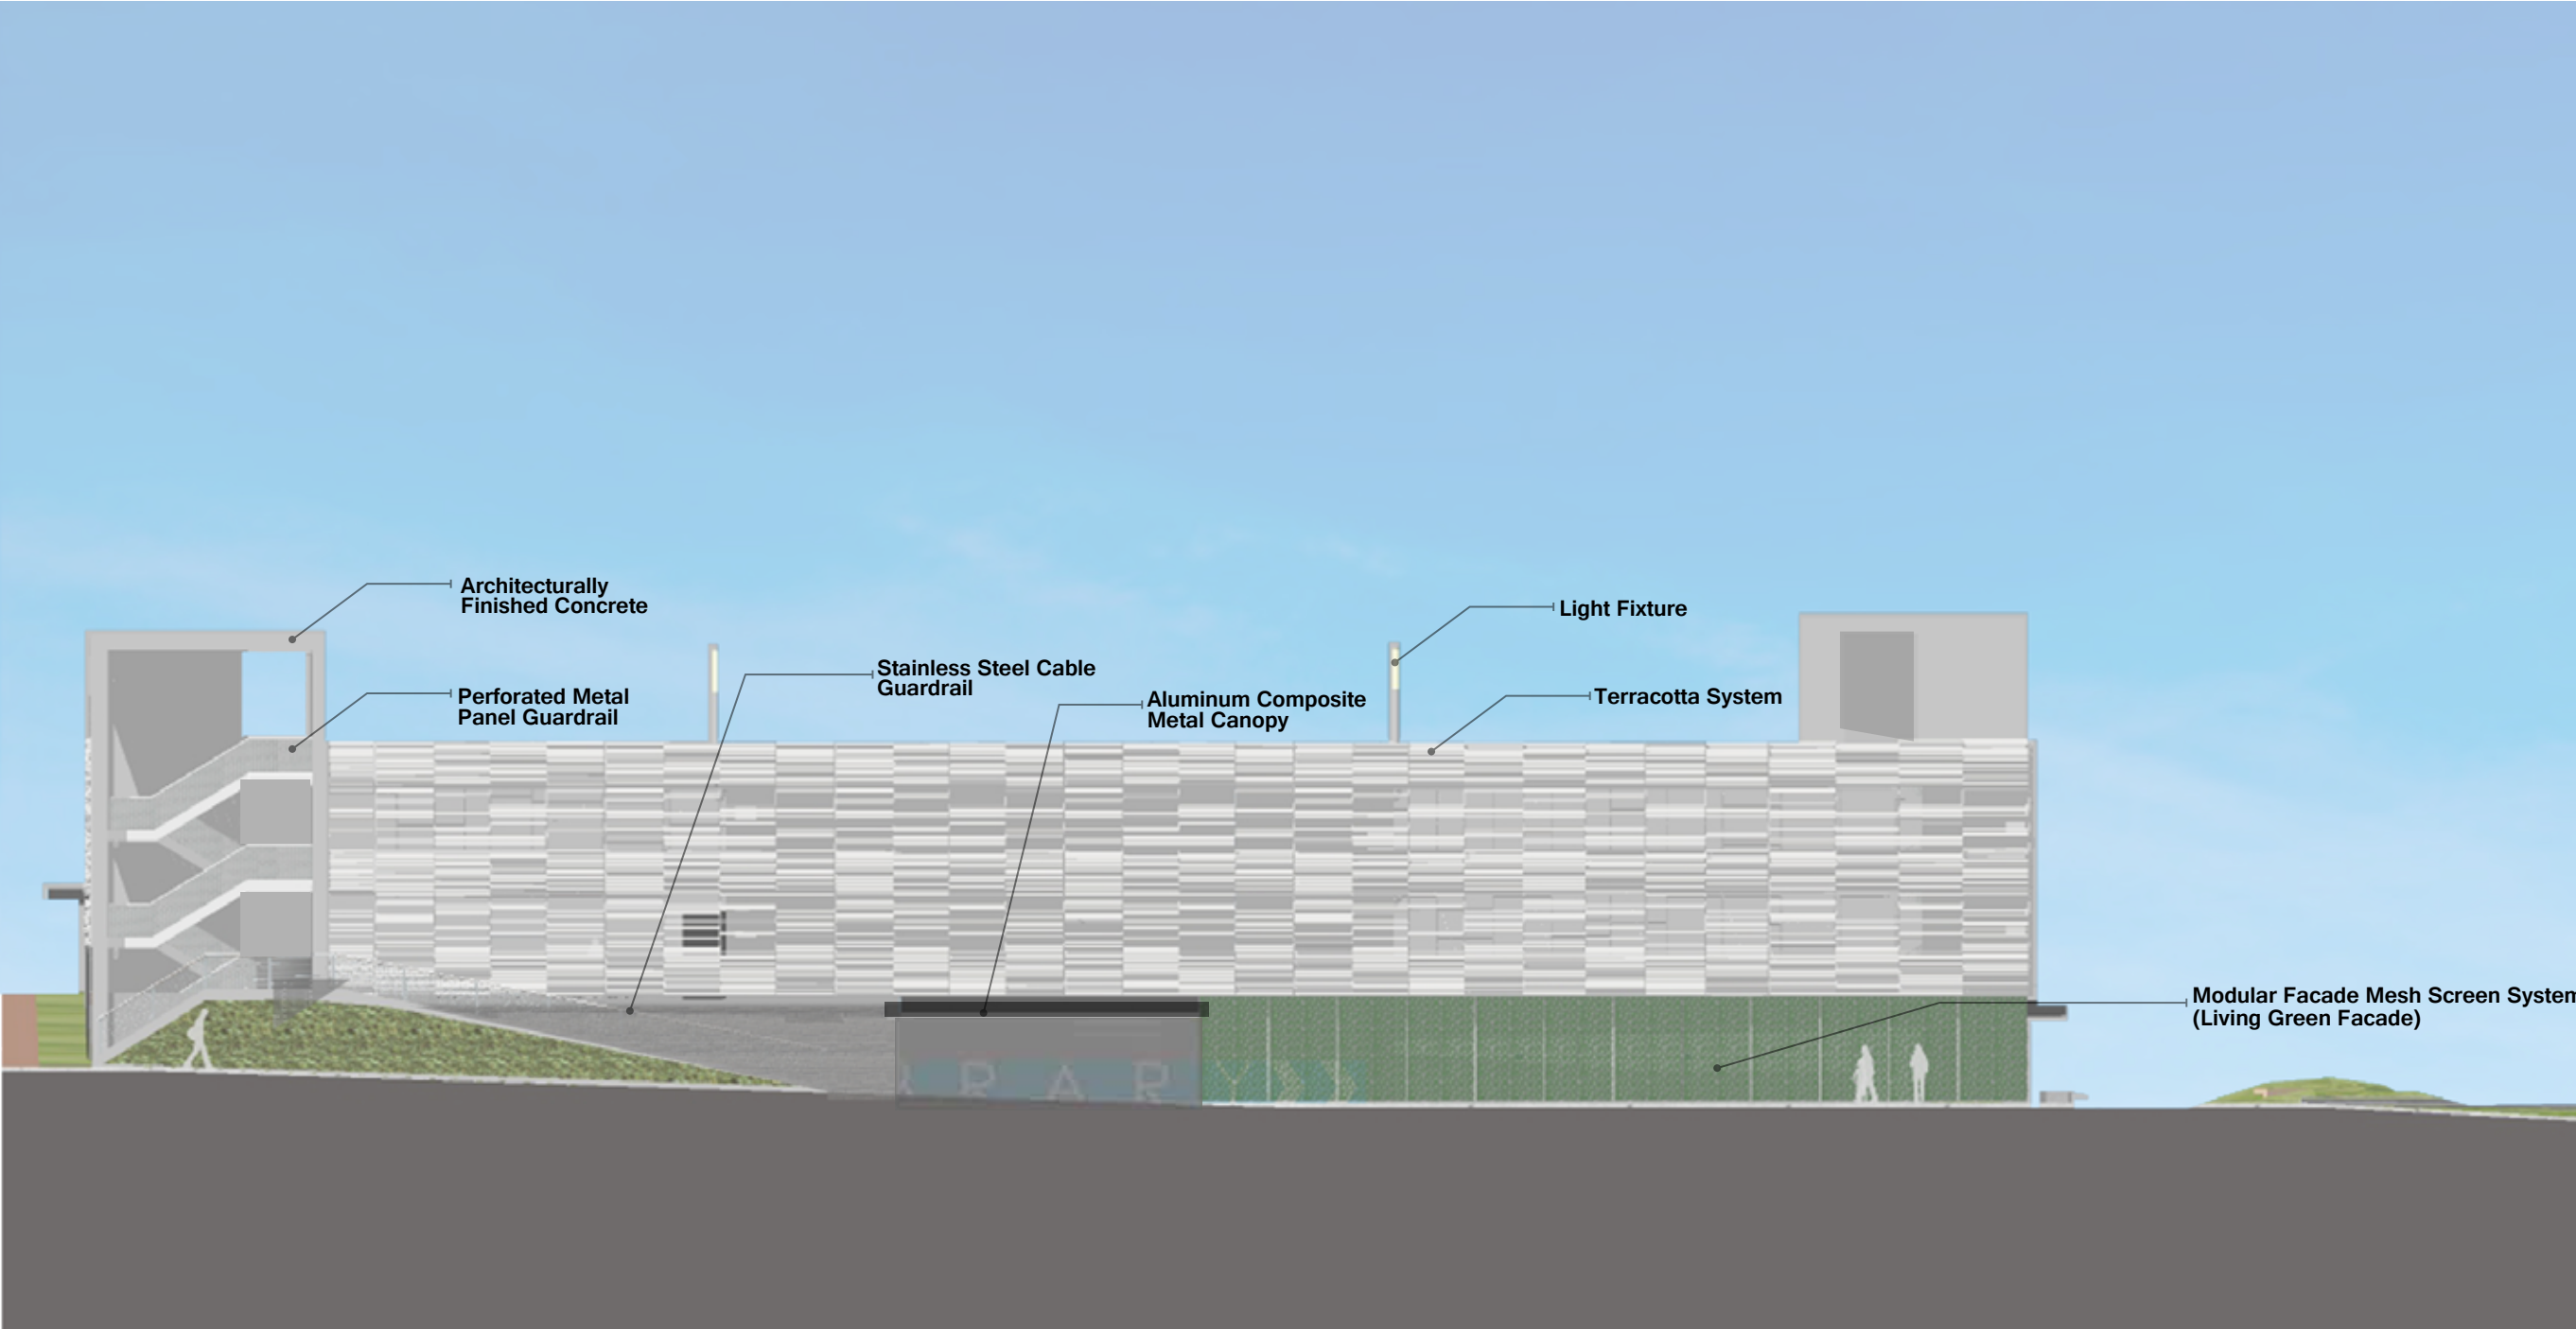 Architecturally
Finished Concrete
Light Fixture
Stainless Steel Cable
Guardrail
Perforated Metal
Panel Guardrail
Aluminum Composite
Metal Canopy
Terracotta System
Modular Facade Mesh Screen System
(Living Green Facade)
RARY